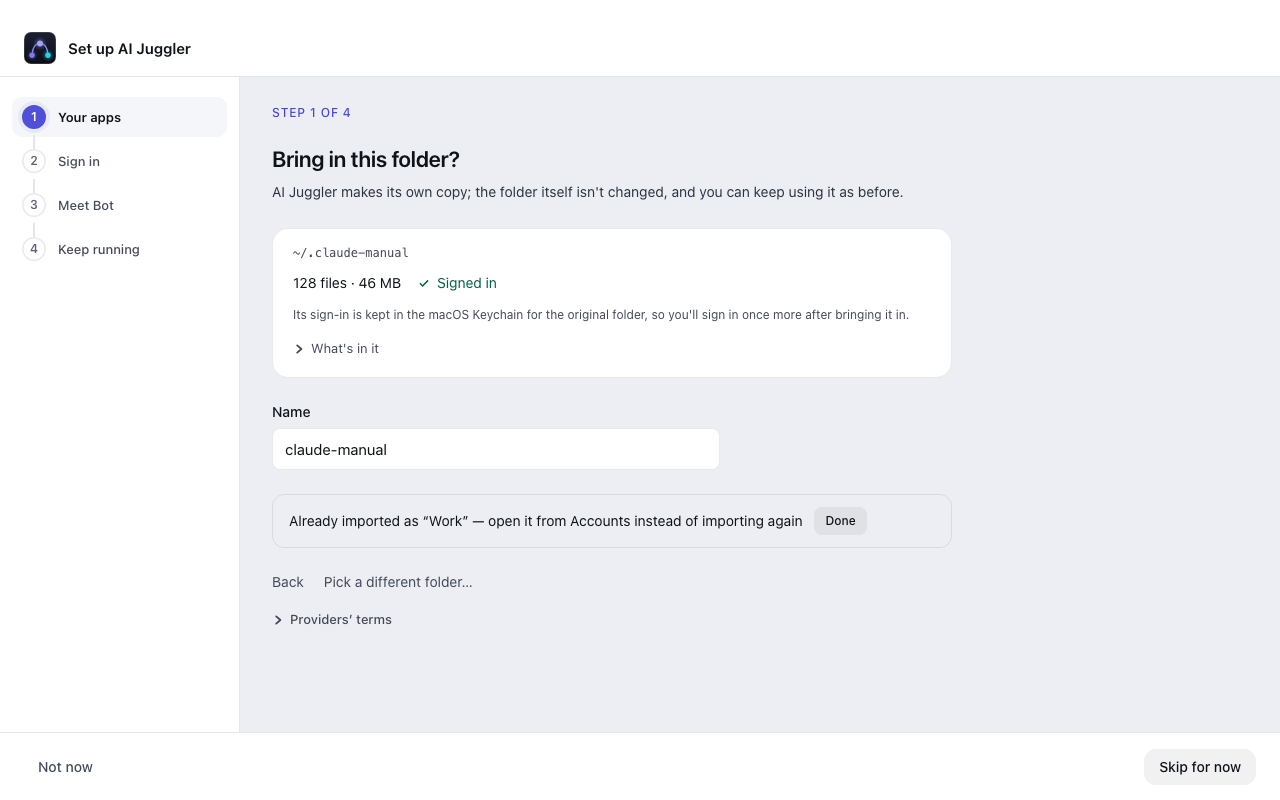 Set up AI Juggler
1 Your apps
2 Sign in
3 Meet Bot
4 Keep running
STEP 1 OF 4
Bring in this folder?
AI Juggler makes its own copy; the folder itself isn't changed, and you can keep using it as before.
~/.claude-manual
128 files · 46 MB ✓ Signed in
Its sign-in is kept in the macOS Keychain for the original folder, so you'll sign in once more after bringing it in.
What's in it
Name
claude-manual
Already imported as “Work” — open it from Accounts instead of importing again Done
Back Pick a different folder…
Providers’ terms
Not now Skip for now